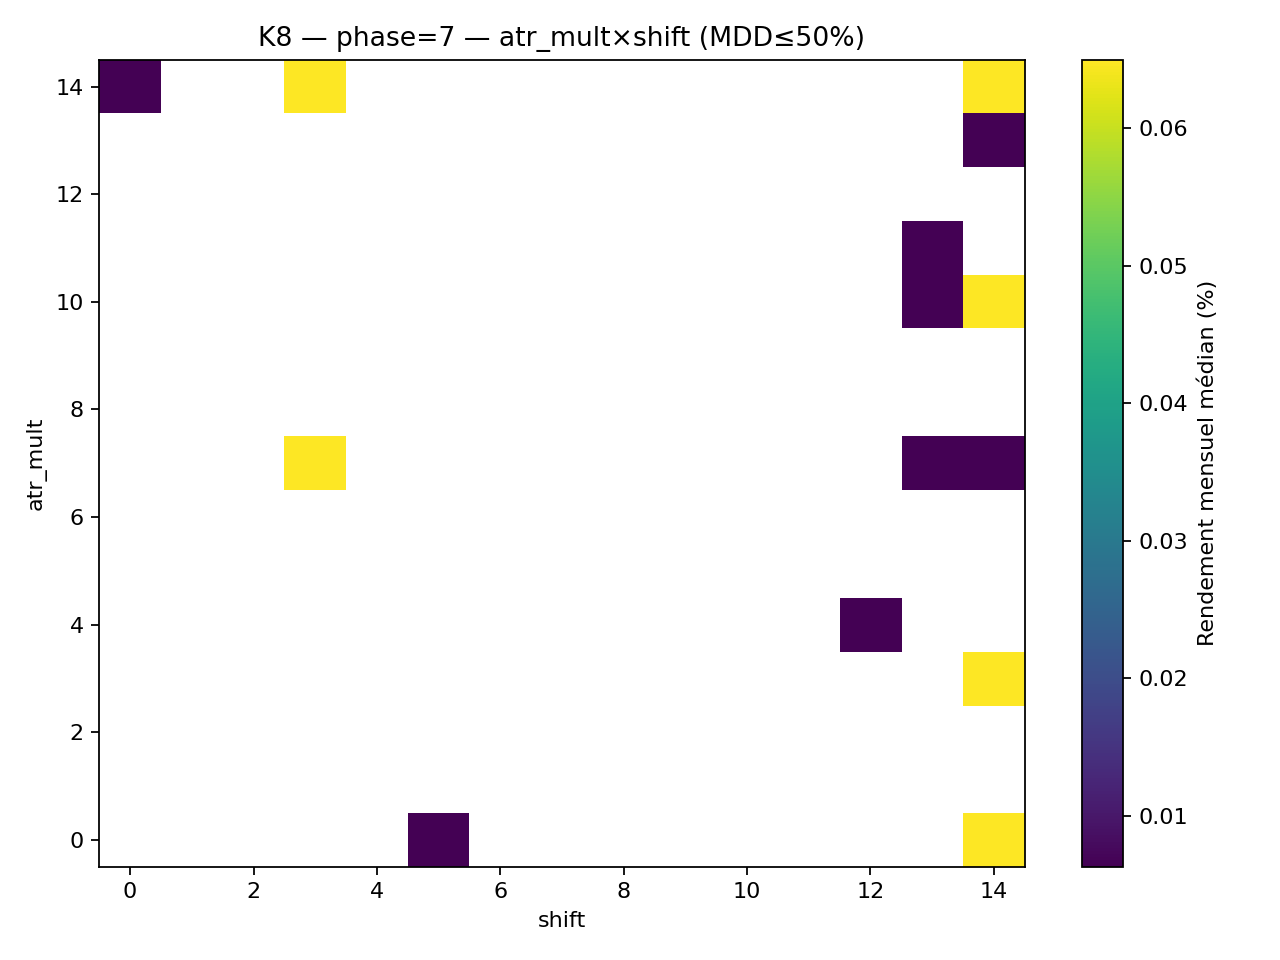 K8 — phase=7 — atr_mult×shift (MDD≤50%)
14
12
10
8
6
4
2
0
atr_mult
0 2 4 6 8 10 12 14
shift
0.06
0.05
0.04
0.03
0.02
0.01
Rendement mensuel médian (%)